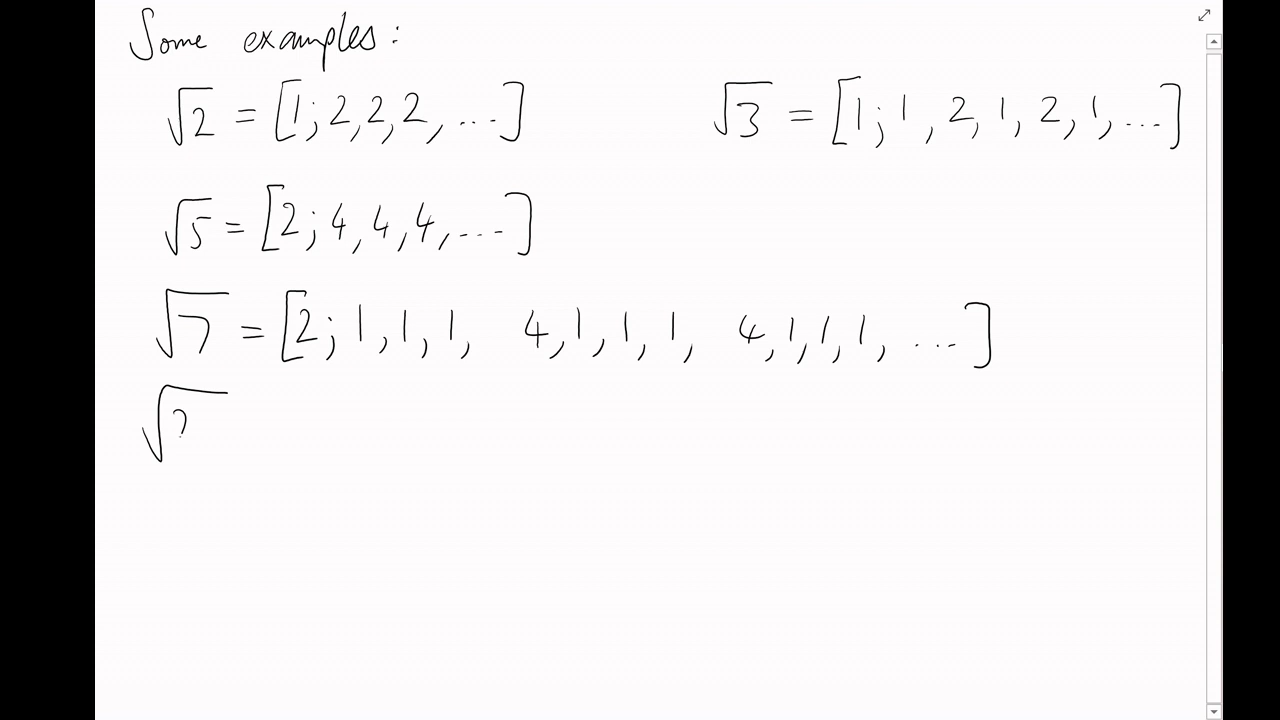 Some examples:
√2 = [1; 2, 2, 2, ...] √3 = [1; 1, 2, 1, 2, 1, ...]
√5 = [2; 4, 4, 4, ...]
√7 = [2; 1, 1, 1, 4, 1, 1, 1, 4, 1, 1, 1, ...]
√